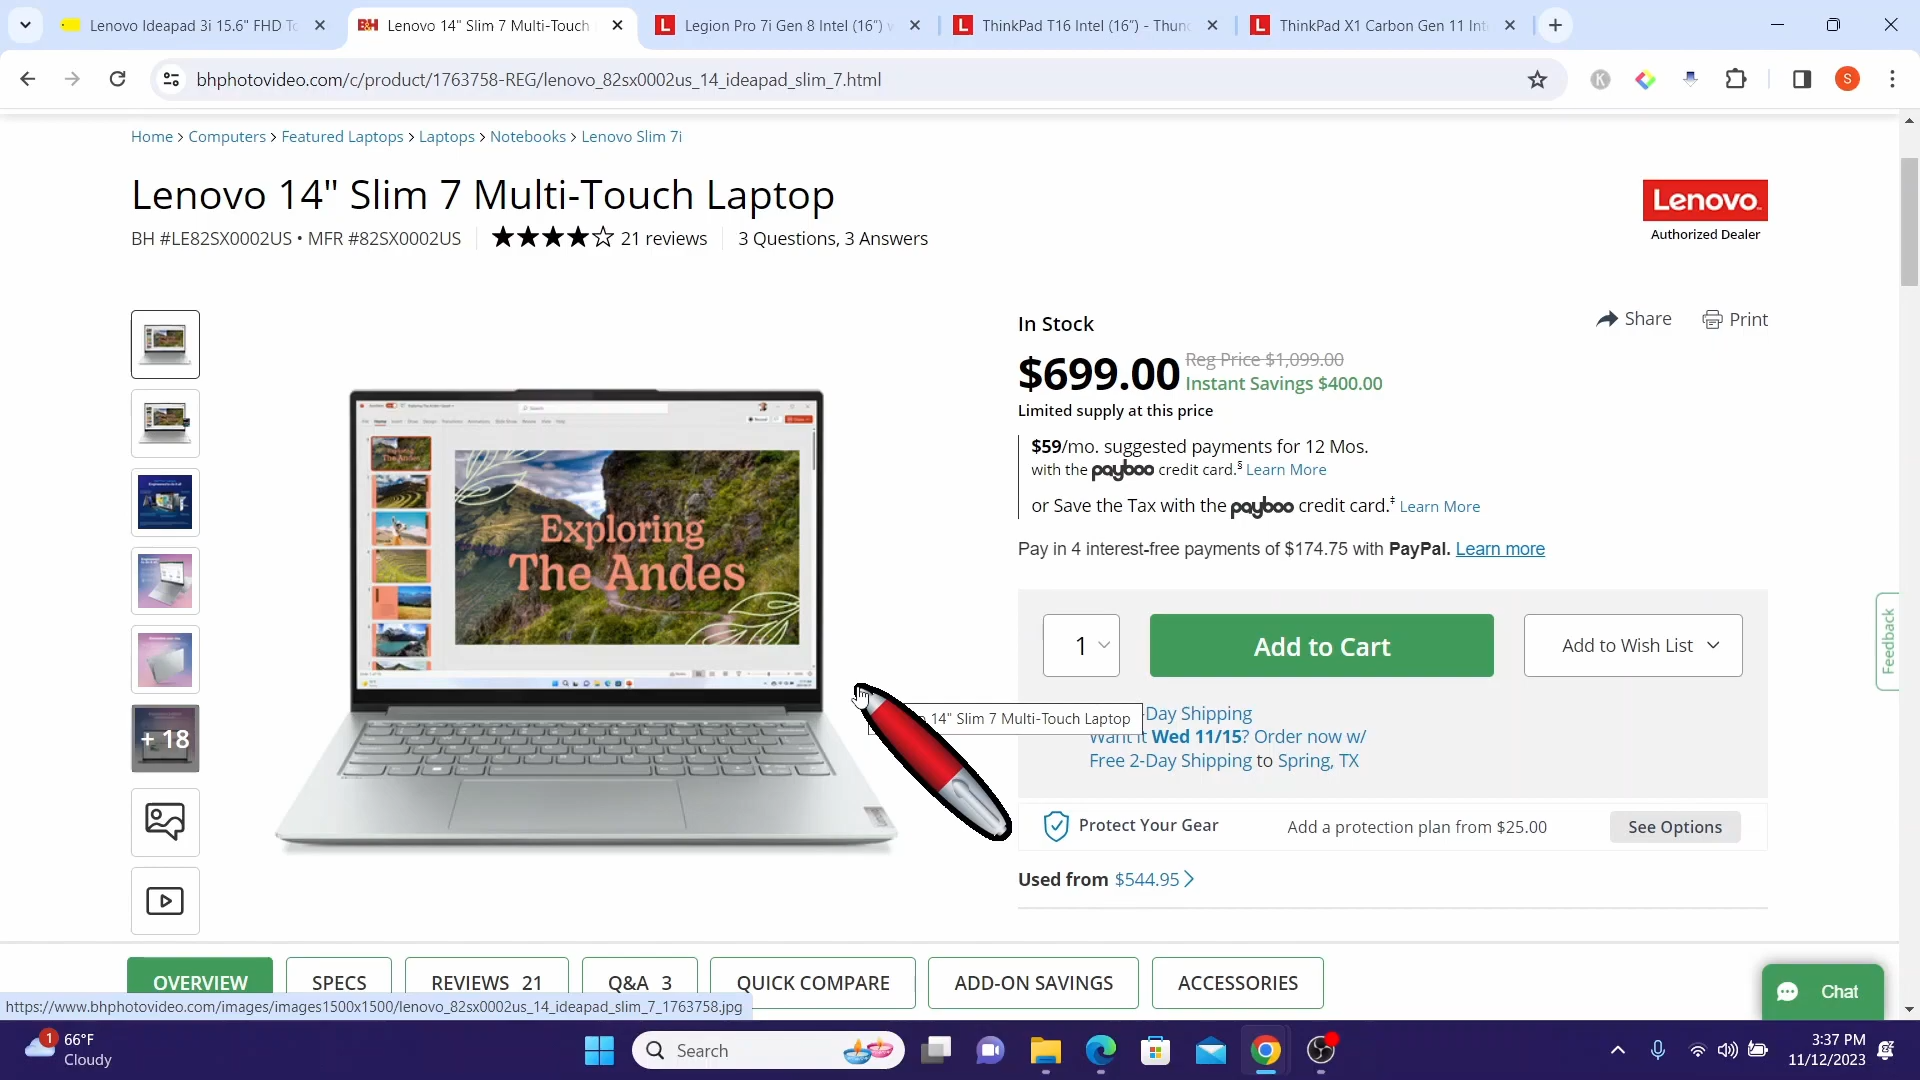 Lenovo Ideapad 3i 15.6" FHD To
Lenovo 14" Slim 7 Multi-Touch
Legion Pro 7i Gen 8 Intel (16") w
ThinkPad T16 Intel (16") - Thund
ThinkPad X1 Carbon Gen 11 Inte
bhphotovideo.com/c/product/1763758-REG/lenovo_82sx0002us_14_ideapad_slim_7.html
S
Home > Computers > Featured Laptops > Laptops > Notebooks > Lenovo Slim 7i
Lenovo 14" Slim 7 Multi-Touch Laptop
BH #LE82SX0002US • MFR #82SX0002US
21 reviews
3 Questions, 3 Answers
Lenovo
Authorized Dealer
In Stock
Share
Print
$699.00 Reg Price $1,099.00
Instant Savings $400.00
Limited supply at this price
$59/mo. suggested payments for 12 Mos.
with the payboo credit card.§ Learn More
or Save the Tax with the payboo credit card.‡ Learn More
Pay in 4 interest-free payments of $174.75 with PayPal. Learn more
Exploring
The Andes
1
Add to Cart
Add to Wish List
Feedback
14" Slim 7 Multi-Touch Laptop
-Day Shipping
Want it Wed 11/15? Order now w/
Free 2-Day Shipping to Spring, TX
+ 18
Protect Your Gear
Add a protection plan from $25.00
See Options
Used from $544.95
OVERVIEW
SPECS
REVIEWS 21
Q&A 3
QUICK COMPARE
ADD-ON SAVINGS
ACCESSORIES
Chat
https://www.bhphotovideo.com/images/images1500x1500/lenovo_82sx0002us_14_ideapad_slim_7_1763758.jpg
1
66°F
Cloudy
Search
3:37 PM
11/12/2023